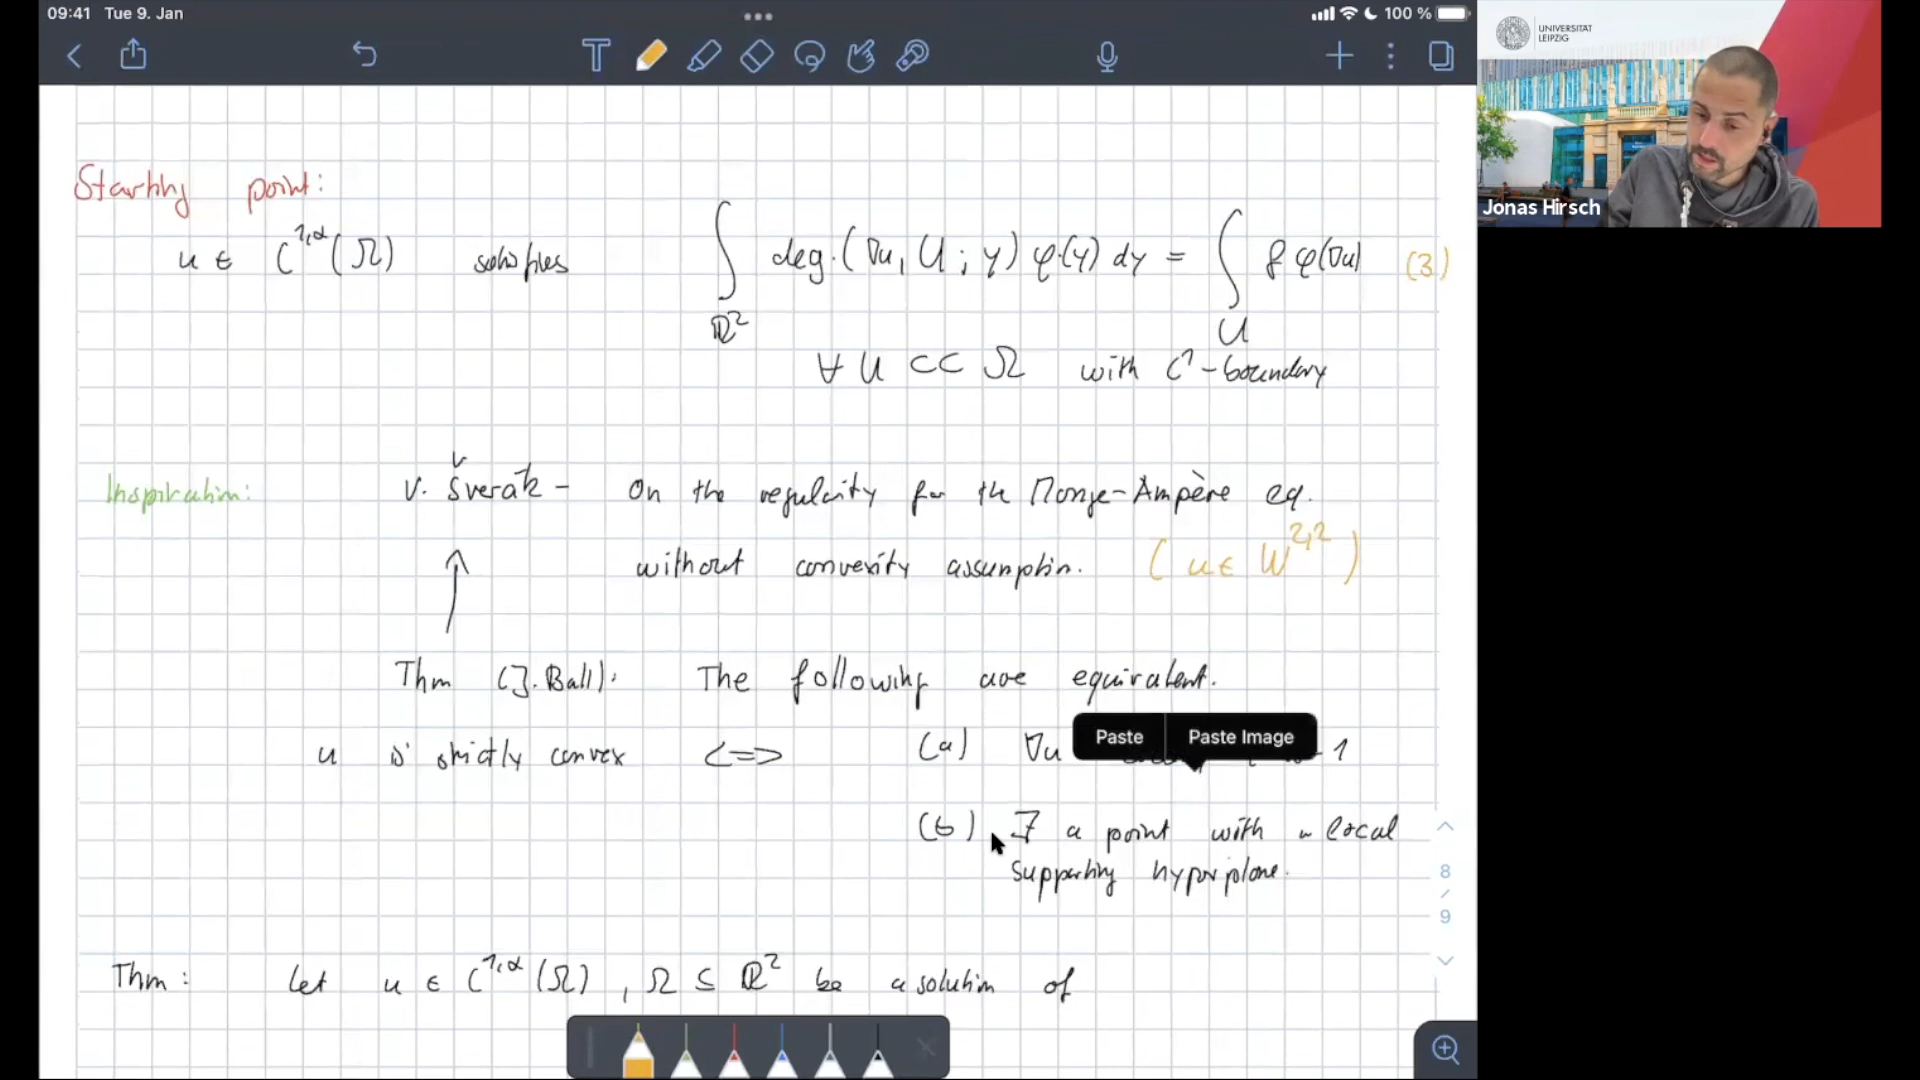 09:41 Tue 9. Jan
100 %
UNIVERSITÄT
LEIPZIG
Jonas Hirsch
Starting point:
u ∈ C^{1,α}(Ω) satisfies ∫_{ℝ²} deg.(∇u, U; y) φ(y) dy = ∫_U f φ(∇u) (3)
∀ U ⊂⊂ Ω with C¹-boundary
Inspiration: V. Šverák - On the regularity for the Monge-Ampère eq.
without convexity assumption. (u ∈ W^{2,2})
Thm (J. Ball): The following are equivalent.
u is strictly convex <=> (a) ∇u 1
Paste Paste Image
(b) ∃ a point with a local
supporting hyperplane.
8
/
9
Thm: Let u ∈ C^{1,α}(Ω), Ω ⊆ ℝ² be a solution of